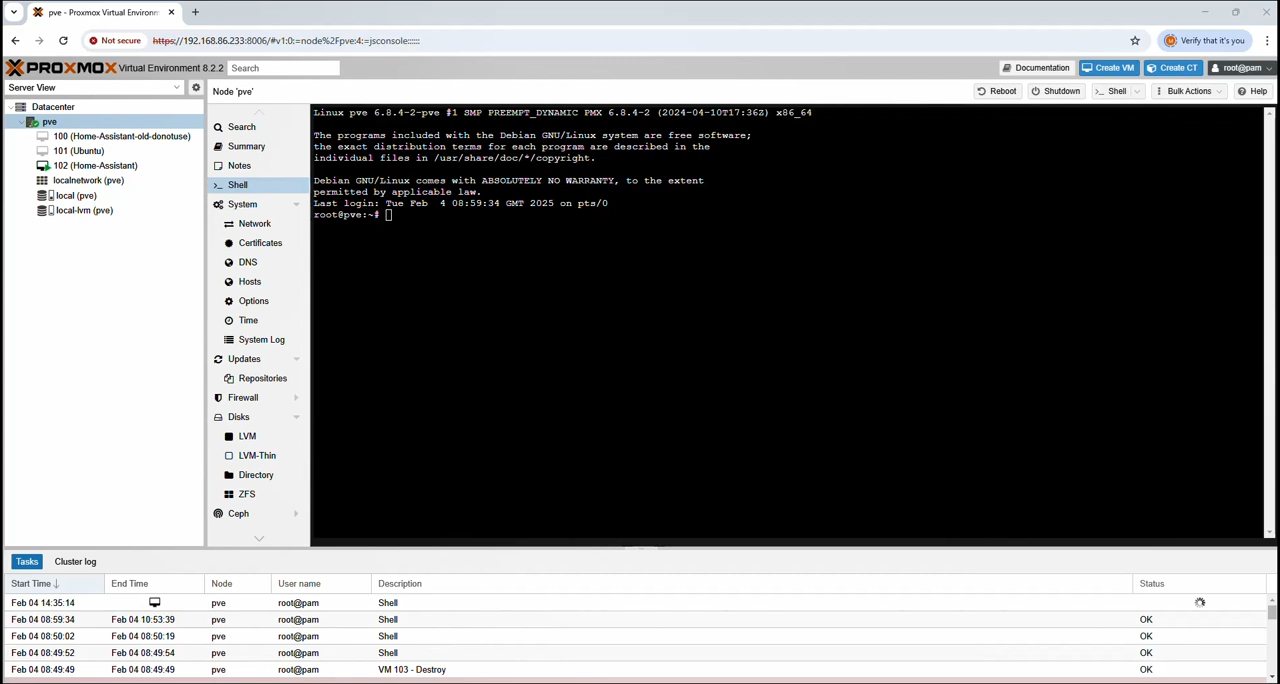 pve - Proxmox Virtual Environm
Not secure
https://192.168.86.233:8006/#v1:0:=node%2Fpve:4:=jsconsole::::::
Verify that it's you
PROXMOX Virtual Environment 8.2.2
Search
Documentation
Create VM
Create CT
root@pam
Server View
Node 'pve'
Reboot
Shutdown
>_ Shell
Bulk Actions
Help
Datacenter
pve
100 (Home-Assistant-old-donotuse)
101 (Ubuntu)
102 (Home-Assistant)
localnetwork (pve)
local (pve)
local-lvm (pve)
Search
Summary
Notes
>_ Shell
System
Network
Certificates
DNS
Hosts
Options
Time
System Log
Updates
Repositories
Firewall
Disks
LVM
LVM-Thin
Directory
ZFS
Ceph
Linux pve 6.8.4-2-pve #1 SMP PREEMPT_DYNAMIC PMX 6.8.4-2 (2024-04-10T17:36Z) x86_64
The programs included with the Debian GNU/Linux system are free software;
the exact distribution terms for each program are described in the
individual files in /usr/share/doc/*/copyright.
Debian GNU/Linux comes with ABSOLUTELY NO WARRANTY, to the extent
permitted by applicable law.
Last login: Tue Feb  4 08:59:34 GMT 2025 on pts/0
root@pve:~#
Tasks
Cluster log
Start Time
End Time
Node
User name
Description
Status
Feb 04 14:35:14 pve root@pam Shell
Feb 04 08:59:34 Feb 04 10:53:39 pve root@pam Shell OK
Feb 04 08:50:02 Feb 04 08:50:19 pve root@pam Shell OK
Feb 04 08:49:52 Feb 04 08:49:54 pve root@pam Shell OK
Feb 04 08:49:49 Feb 04 08:49:49 pve root@pam VM 103 - Destroy OK